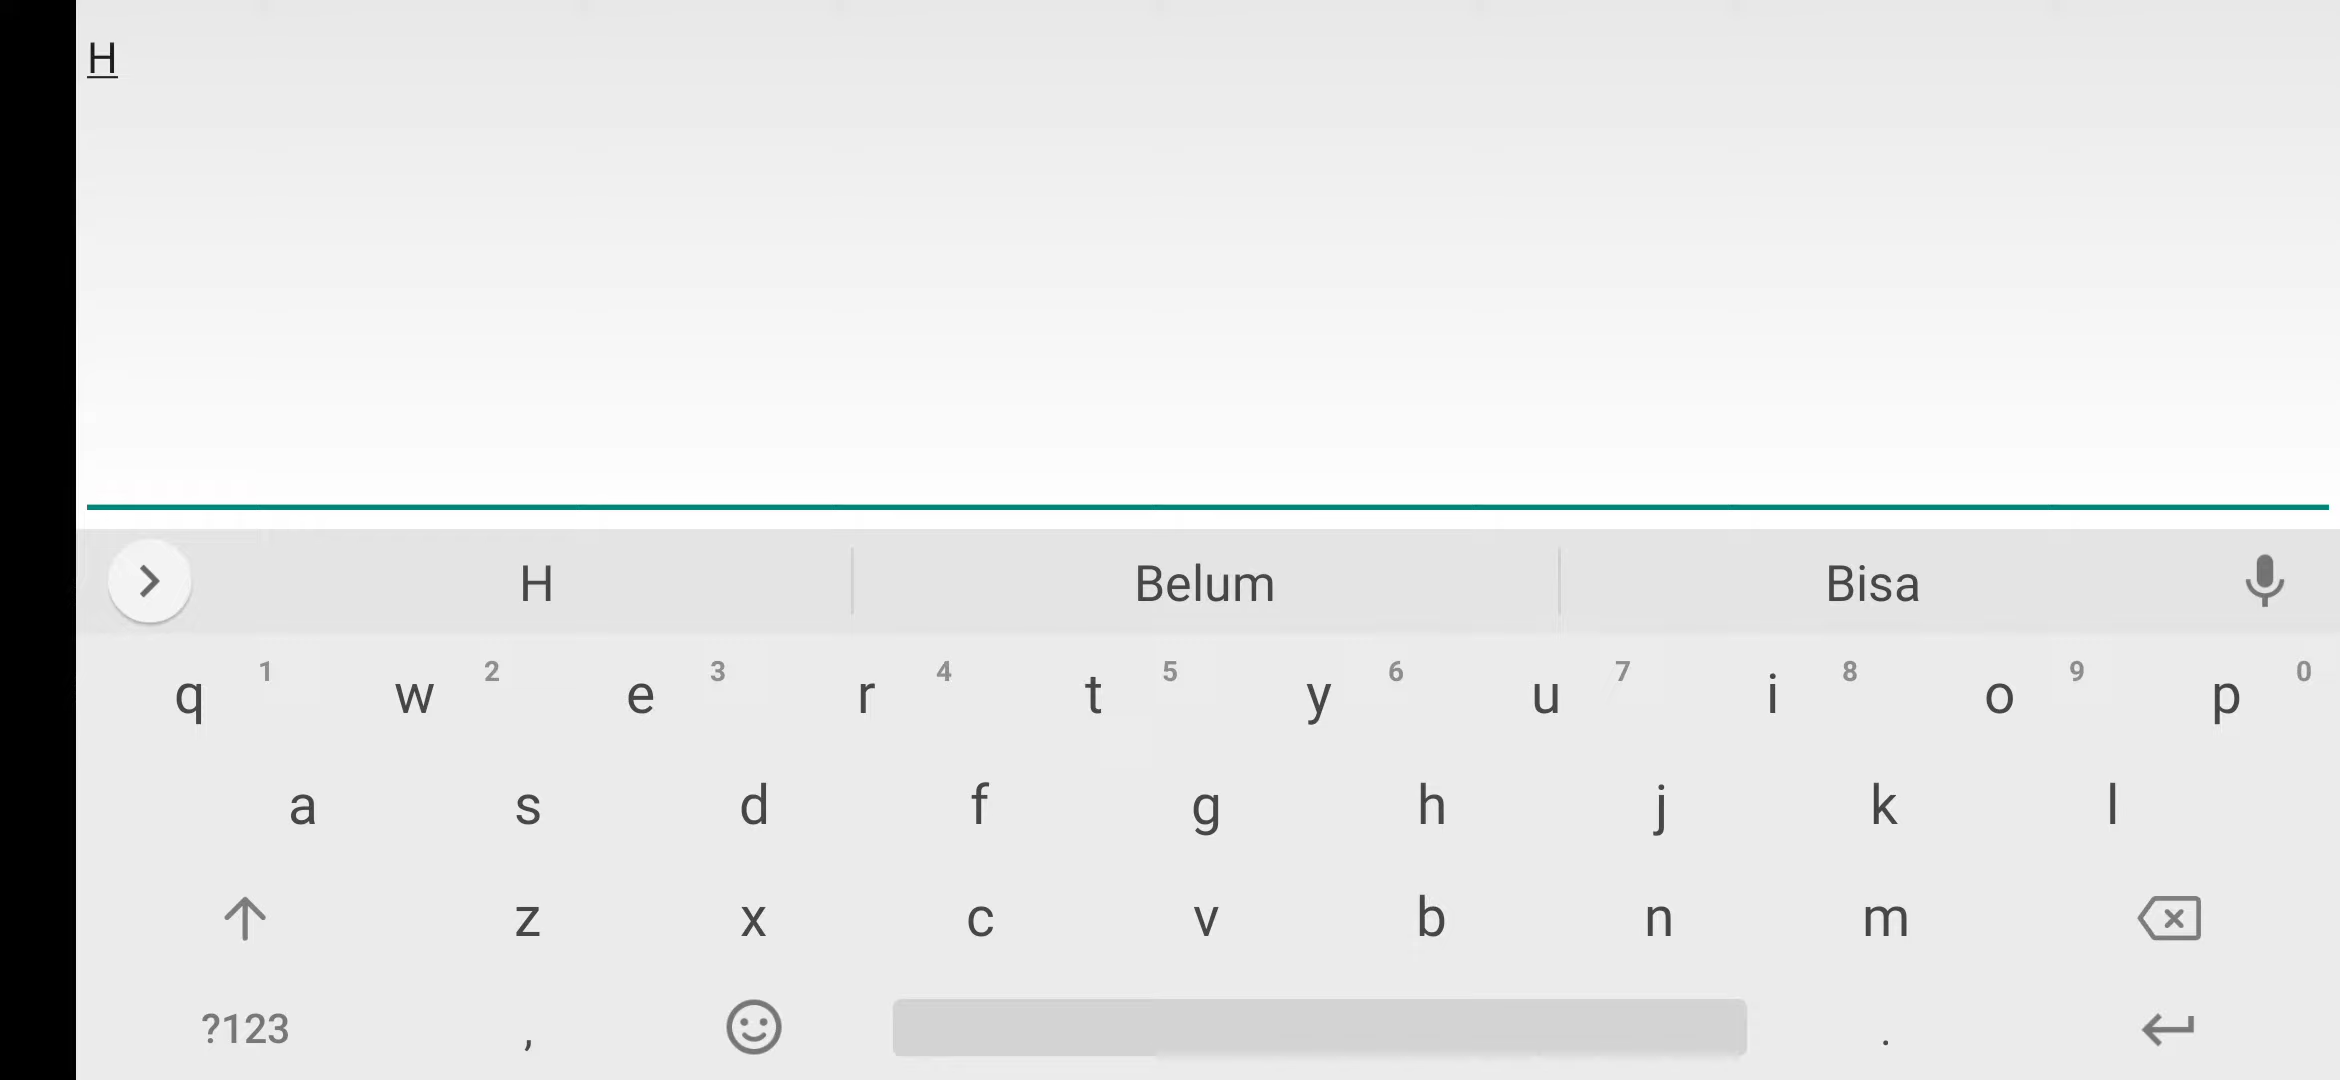 H
H Belum Bisa
q 1 w 2 e 3 r 4 t 5 y 6 u 7 i 8 o 9 p 0
a s d f g h j k l
z x c v b n m
?123 , .